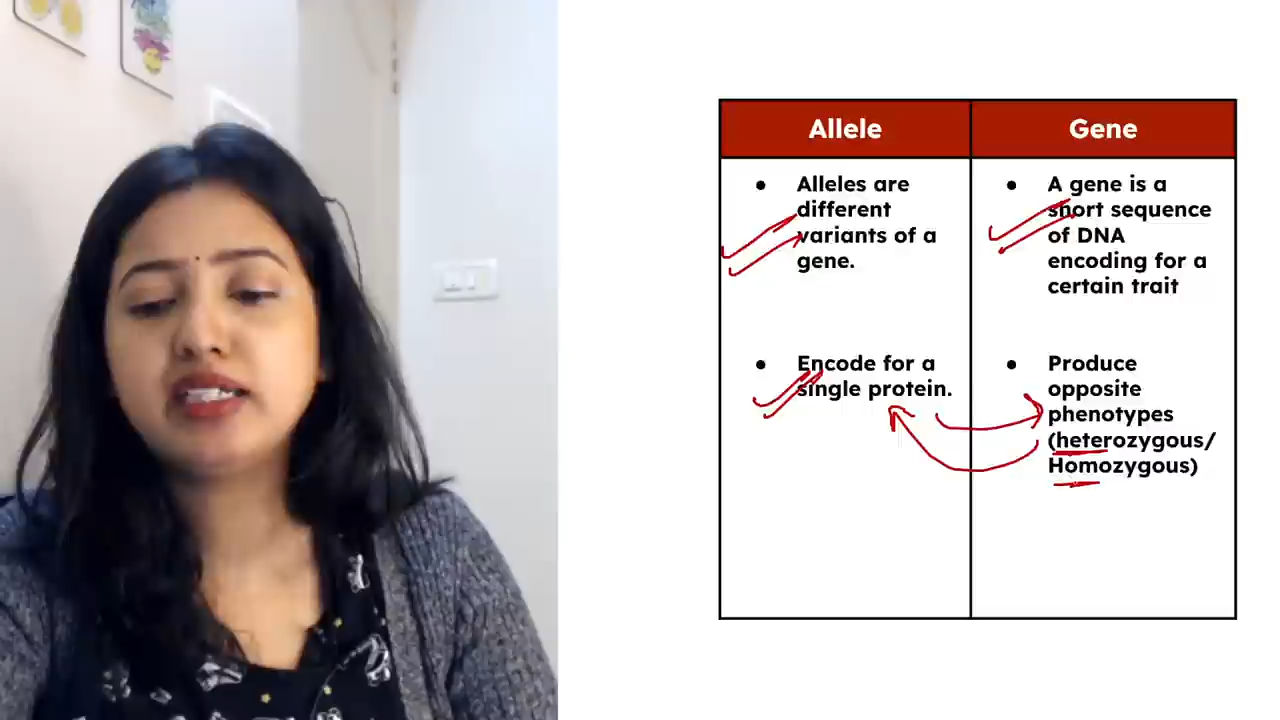 Allele
Gene
Alleles are
different
variants of a
gene.
Encode for a
single protein.
A gene is a
short sequence
of DNA
encoding for a
certain trait
Produce
opposite
phenotypes
(heterozygous/
Homozygous)